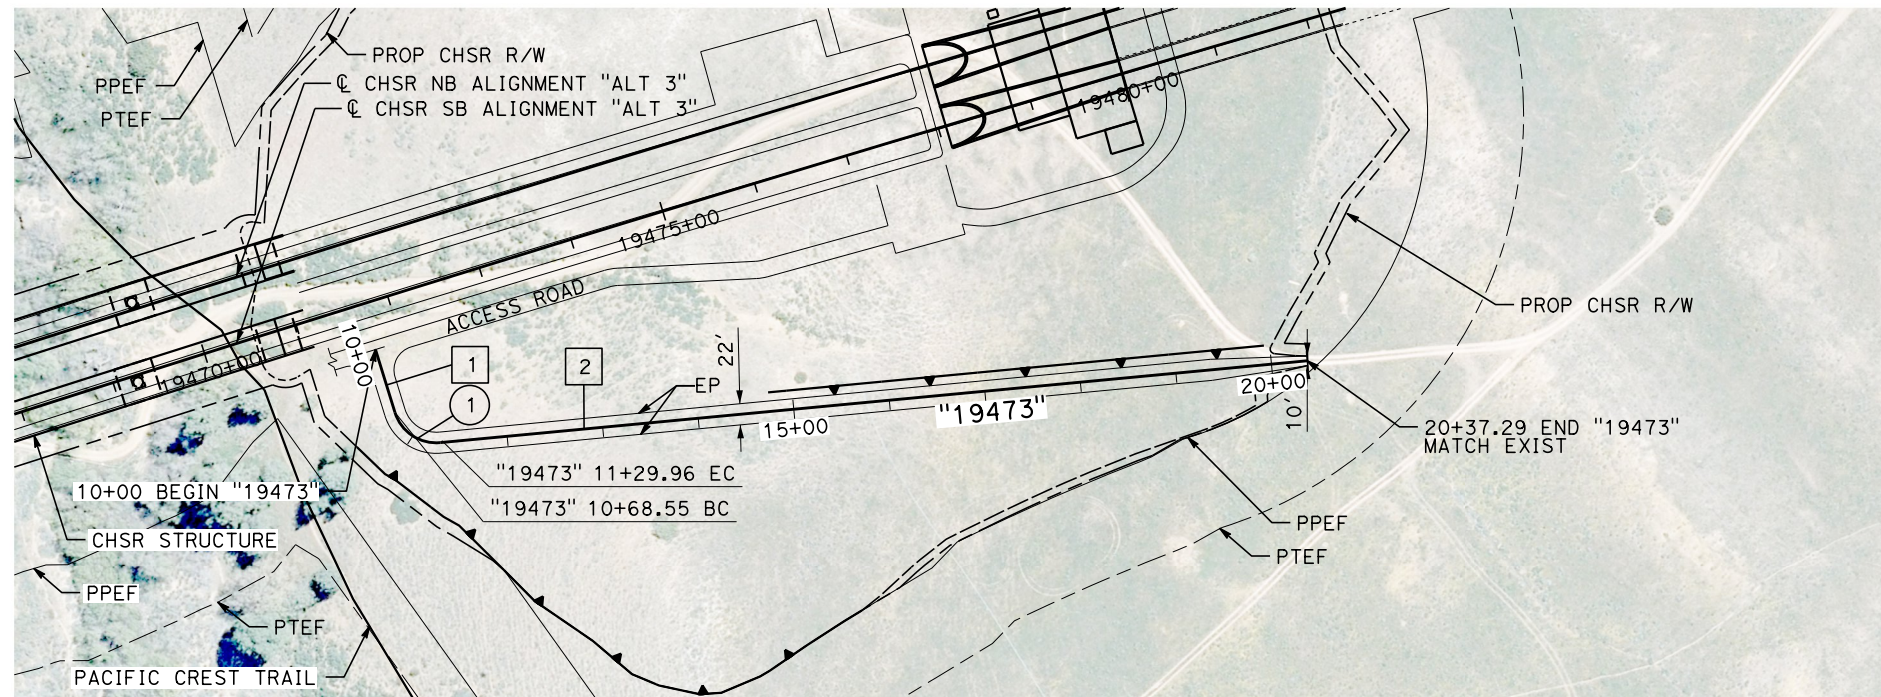 PROP CHSR R/W
℄ CHSR NB ALIGNMENT "ALT 3"
℄ CHSR SB ALIGNMENT "ALT 3"
PPEF
PTEF
19480+00
19475+00
ACCESS ROAD
19470+00
10+00
1
2
1
22'
EP
15+00
"19473"
20+00
10'
PROP CHSR R/W
20+37.29 END "19473"
MATCH EXIST
"19473" 11+29.96 EC
"19473" 10+68.55 BC
10+00 BEGIN "19473"
CHSR STRUCTURE
PPEF
PTEF
PACIFIC CREST TRAIL
PPEF
PTEF